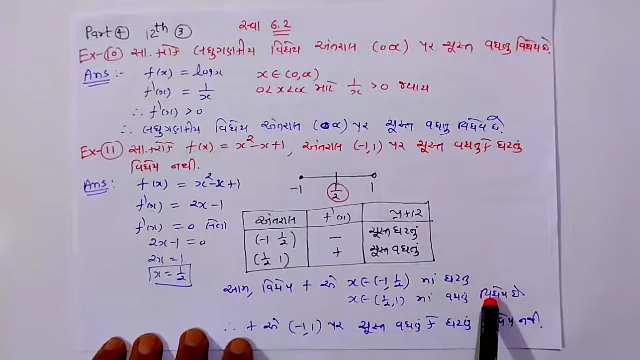 Part ④ 12th ③ સ્વા 6.2
Ex-⑩ સા.કરોકે લઘુગણકીય વિધેય અંતરાલ (0 ∝) પર ચુસ્ત વધતુ વિધેય છે.
Ans:- f(x) = logx x∈(0,∝)
f'(x) = 1/x 0<x<∝ માટે 1/x > 0 થાય
∴ f'(x) > 0
∴ લઘુગણકીય વિધેય અંતરાલ (0 ∝) પર ચુસ્ત વધતુ વિધેય છે.
Ex-⑪ સા.કરોકે f(x) = x²-x+1, અંતરાલ (-1,1) પર ચુસ્ત વધતું કે ઘટતું
વિધેય નથી.
Ans: f(x) = x²-x+1
-1 1/2 1
f'(x) = 2x-1
f'(x) = 0 લેતા
2x-1 = 0
2x = 1
x = 1/2
અંતરાલ f'(x)
(-1 1/2) - ચુસ્ત ઘટતું
(1/2 1) + ચુસ્ત વધતું
આમ, વિધેય f એ x∈(-1, 1/2) માં ઘટતુ
x∈(1/2, 1) માં વધતુ વિધેય છે
∴ f એ (-1,1) પર ચુસ્ત વધતું કે ઘટતું નથી.